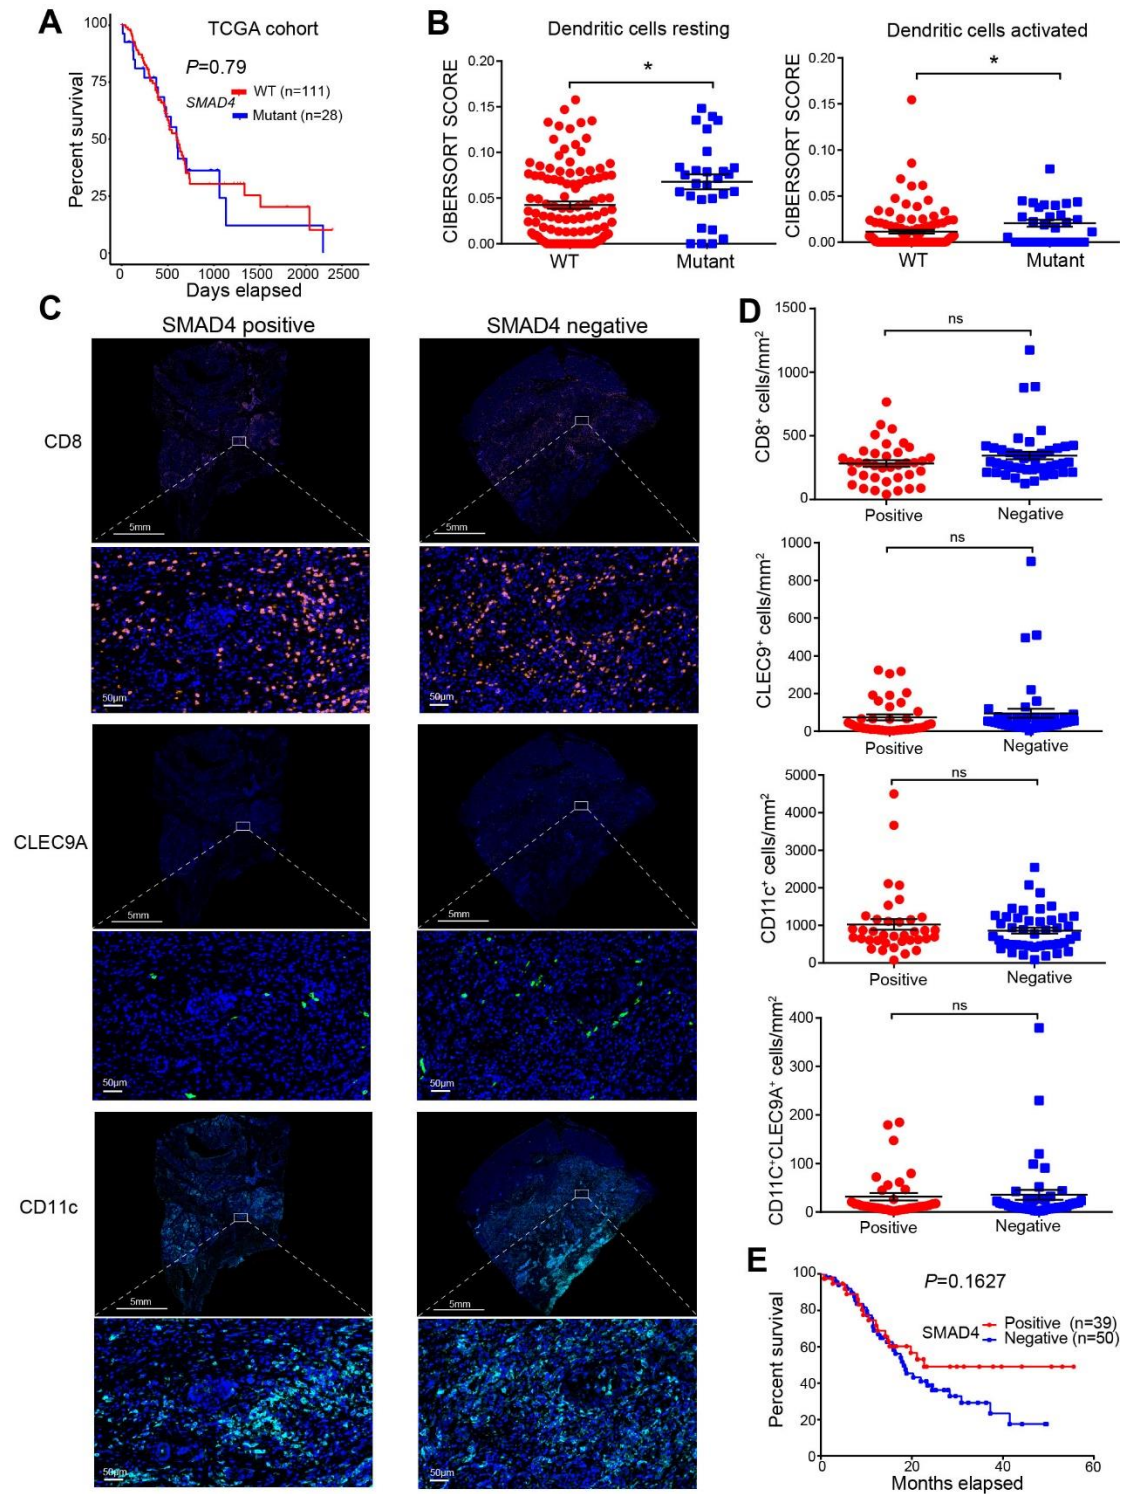 A
TCGA cohort
Percent survival
100
75
50
25
0
P=0.79
SMAD4
WT (n=111)
Mutant (n=28)
0 500 1000 1500 2000 2500
Days elapsed
B
Dendritic cells resting
CIBERSORT SCORE
0.20
0.15
0.10
0.05
0.00
*
WT Mutant
Dendritic cells activated
CIBERSORT SCORE
0.20
0.15
0.10
0.05
0.00
*
WT Mutant
C
SMAD4 positive SMAD4 negative
CD8
5mm 5mm
50µm 50µm
CLEC9A
5mm 5mm
50µm 50µm
CD11c
5mm 5mm
50µm 50µm
D
CD8+ cells/mm2
1500
1000
500
0
ns
Positive Negative
CLEC9+ cells/mm2
1000
800
600
400
200
0
ns
Positive Negative
CD11c+ cells/mm2
5000
4000
3000
2000
1000
0
ns
Positive Negative
CD11C+CLEC9A+ cells/mm2
400
300
200
100
0
ns
Positive Negative
E
Percent survival
100
80
60
40
20
0
P=0.1627
SMAD4
Positive (n=39)
Negative (n=50)
0 20 40 60
Months elapsed